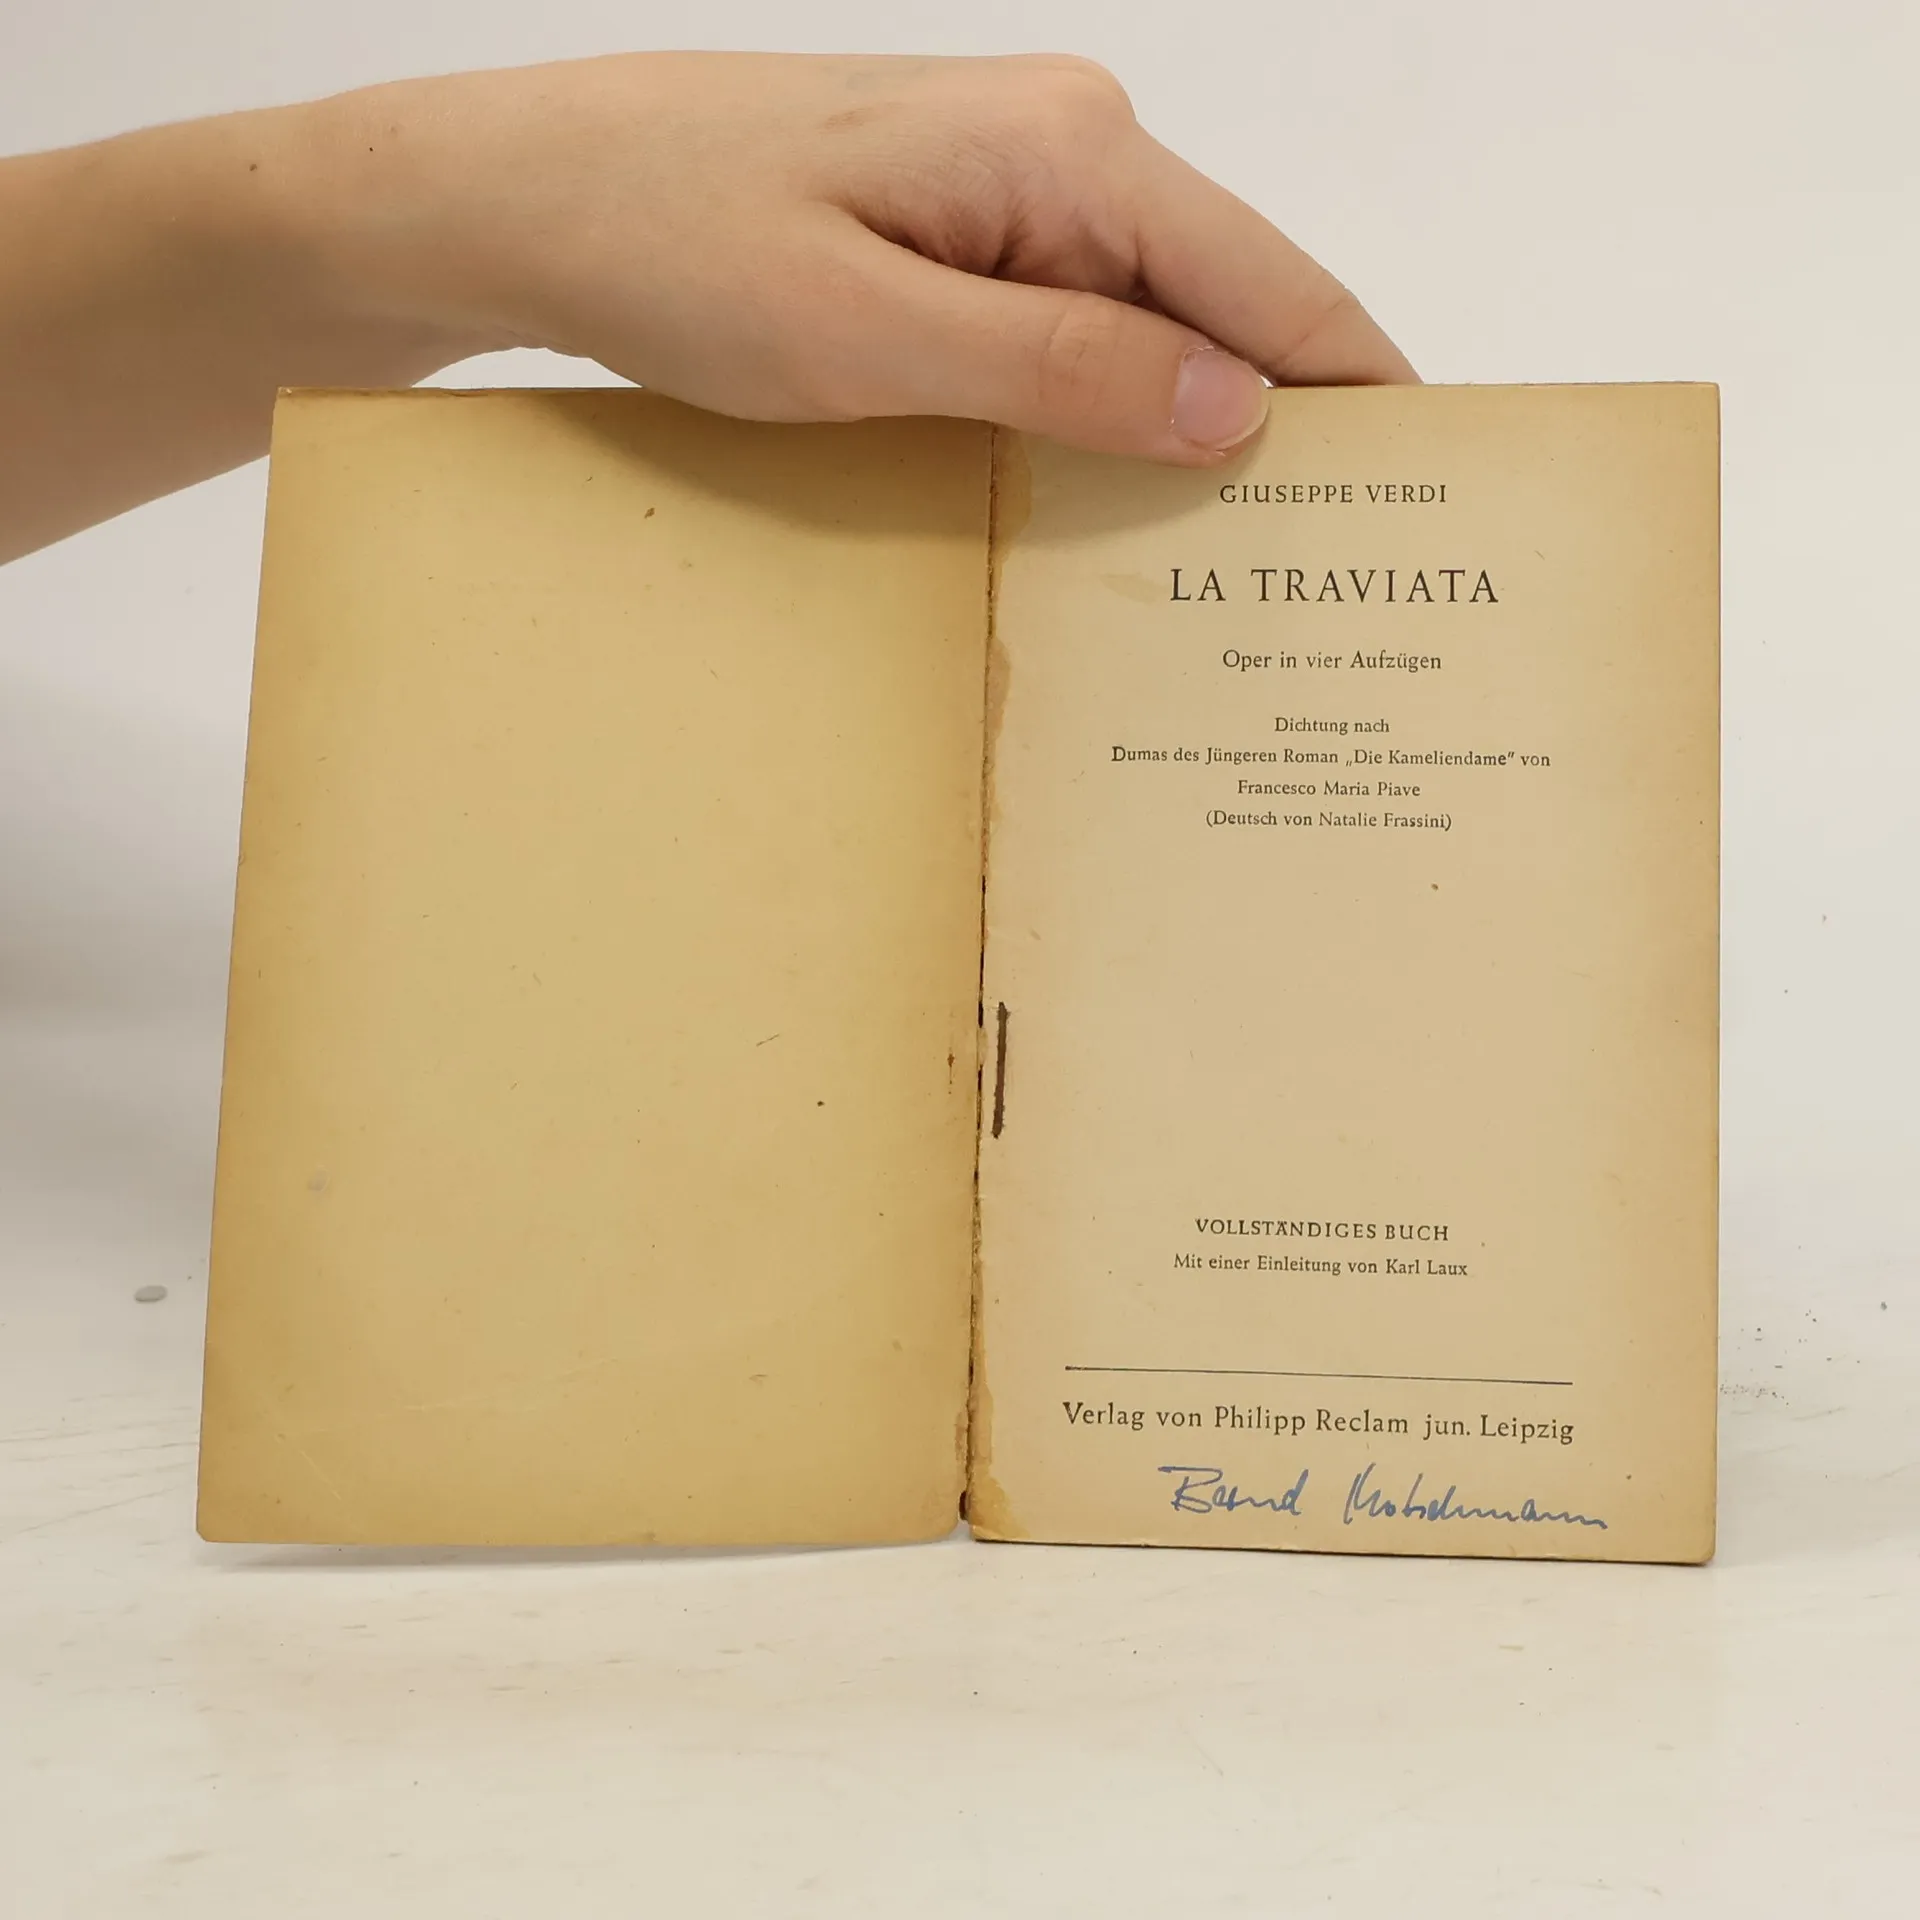 GIUSEPPE VERDI
LA TRAVIATA
Oper in vier Aufzügen
Dichtung nach
Dumas des Jüngeren Roman „Die Kameliendame" von
Francesco Maria Piave
(Deutsch von Natalie Frassini)
VOLLSTÄNDIGES BUCH
Mit einer Einleitung von Karl Laux
Verlag von Philipp Reclam jun. Leipzig
Bernd